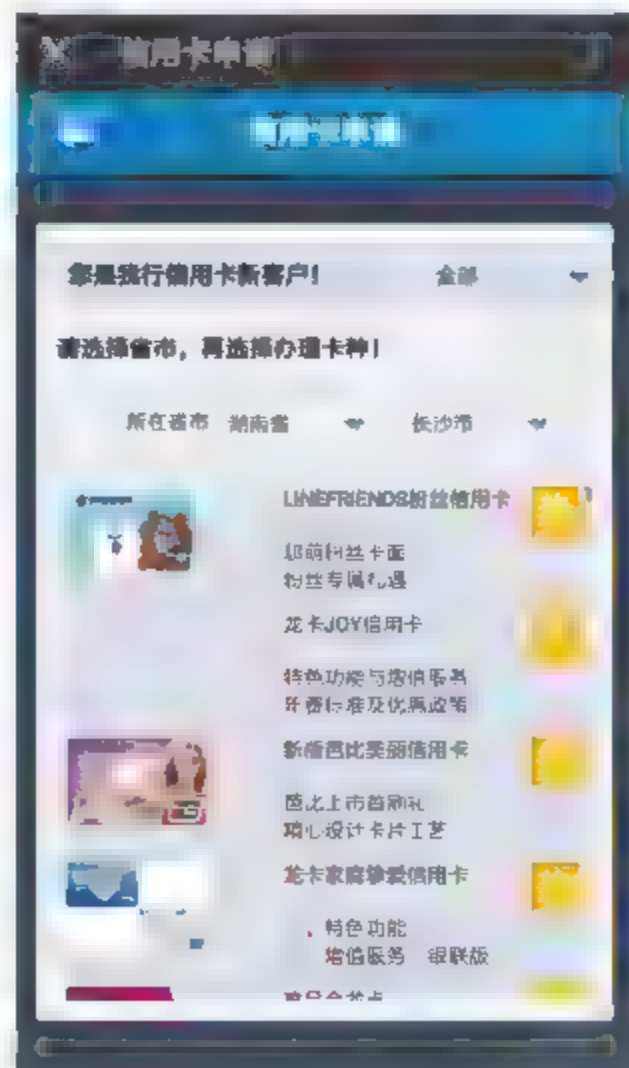 信用卡申请
您是我行信用卡新客户!
全部
请选择省市，再选择办理卡种!
所在省市 湖南省 长沙市
LINEFRIENDS粉丝信用卡
超萌粉丝卡面
粉丝专属礼遇
龙卡JOY信用卡
特色功能与增值服务
年费标准及优惠政策
新版芭比美丽信用卡
芭比上市首刷礼
精心设计卡片工艺
龙卡家庭挚爱信用卡
特色功能
增值服务 银联版